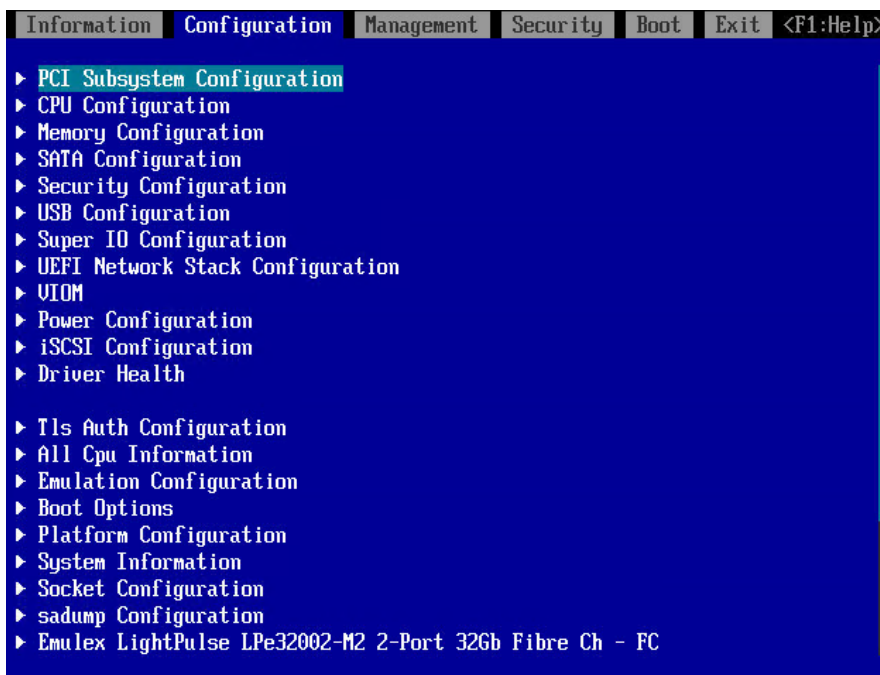 Information Configuration Management Security Boot Exit <F1:Help>
► PCI Subsystem Configuration
► CPU Configuration
► Memory Configuration
► SATA Configuration
► Security Configuration
► USB Configuration
► Super IO Configuration
► UEFI Network Stack Configuration
► VIOM
► Power Configuration
► iSCSI Configuration
► Driver Health
► Tls Auth Configuration
► All Cpu Information
► Emulation Configuration
► Boot Options
► Platform Configuration
► System Information
► Socket Configuration
► sadump Configuration
► Emulex LightPulse LPe32002-M2 2-Port 32Gb Fibre Ch - FC